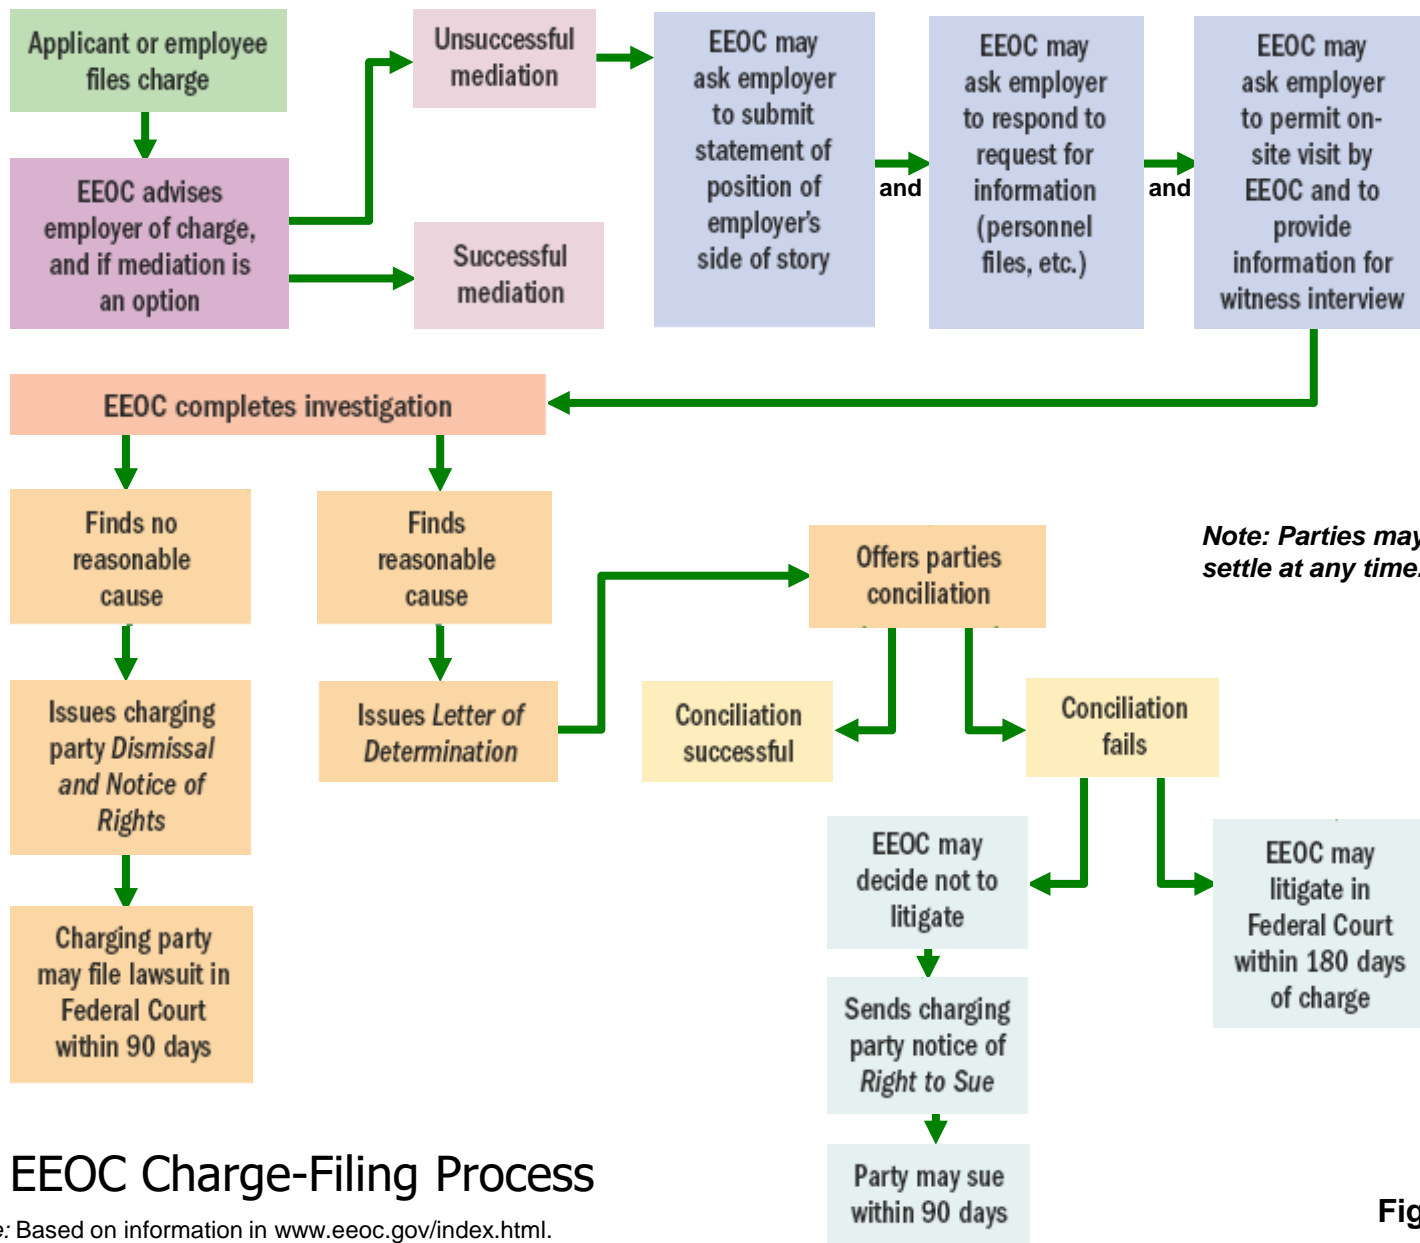 Applicant or employee
files charge
EEOC advises
employer of charge,
and if mediation is
an option
Unsuccessful
mediation
Successful
mediation
EEOC may
ask employer
to submit
statement of
position of
employer's
side of story
and
EEOC may
ask employer
to respond to
request for
information
(personnel
files, etc.)
and
EEOC may
ask employer
to permit on-
site visit by
EEOC and to
provide
information for
witness interview
EEOC completes investigation
Finds no
reasonable
cause
Finds
reasonable
cause
Offers parties
conciliation
Note: Parties may
settle at any time.
Issues charging
party Dismissal
and Notice of
Rights
Issues Letter of
Determination
Conciliation
successful
Conciliation
fails
Charging party
may file lawsuit in
Federal Court
within 90 days
EEOC may
decide not to
litigate
EEOC may
litigate in
Federal Court
within 180 days
of charge
Sends charging
party notice of
Right to Sue
Party may sue
within 90 days
EEOC Charge-Filing Process
e: Based on information in www.eeoc.gov/index.html.
Fig